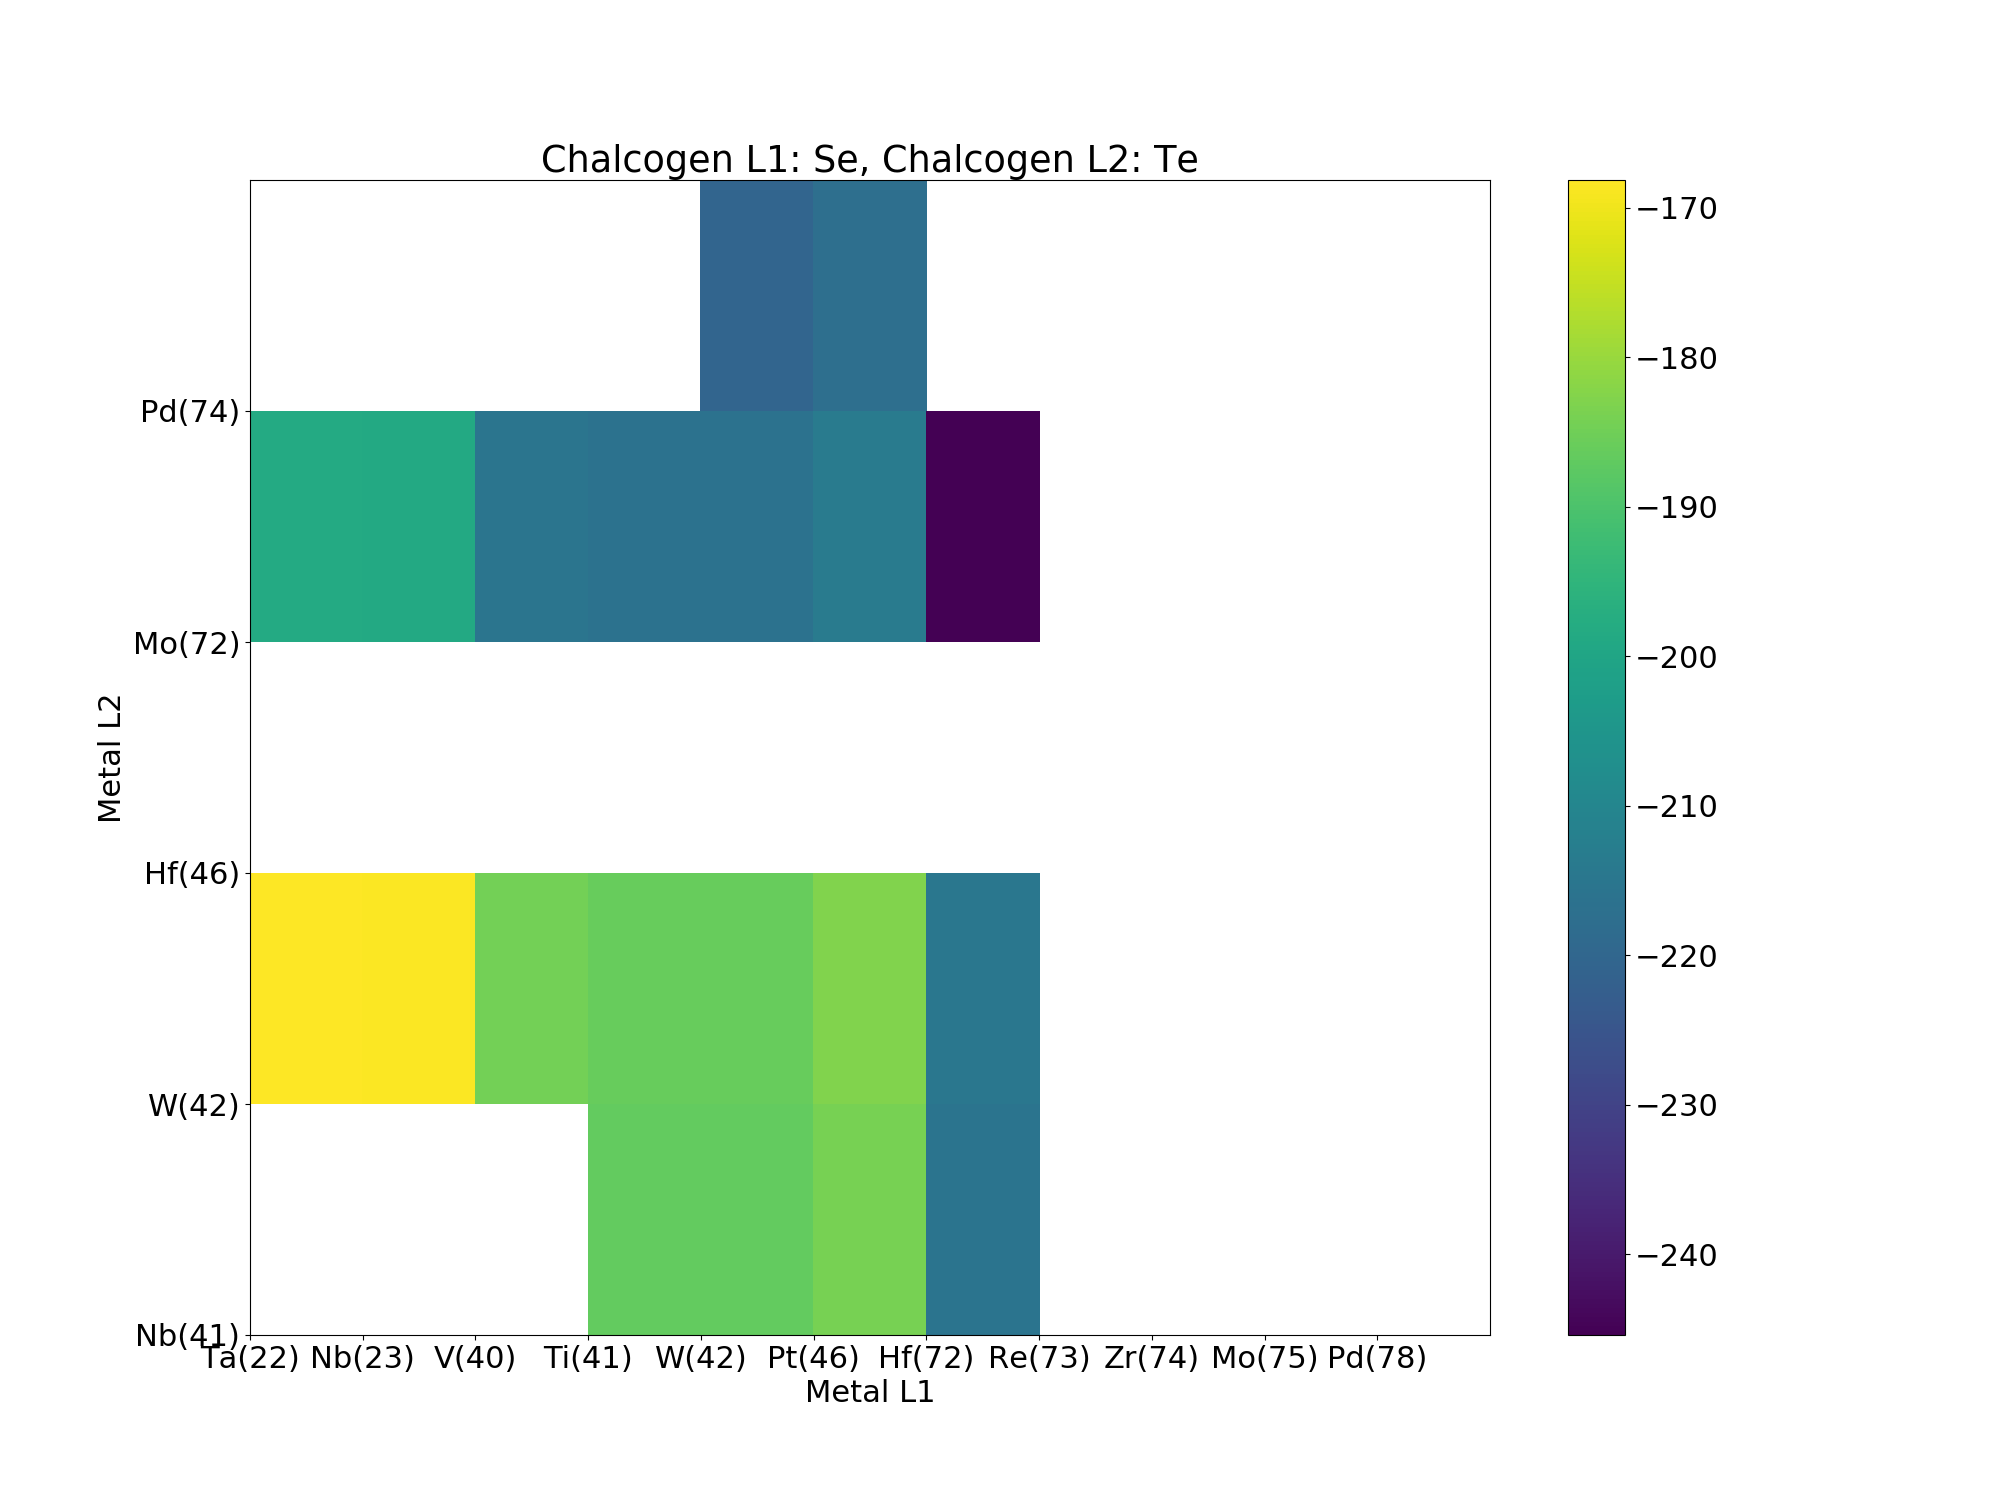 Chalcogen L1: Se, Chalcogen L2: Te
Pd(74)
Mo(72)
Hf(46)
W(42)
Nb(41)
Metal L2
Ta(22) Nb(23) V(40) Ti(41) W(42) Pt(46) Hf(72) Re(73) Zr(74) Mo(75) Pd(78)
Metal L1
−170
−180
−190
−200
−210
−220
−230
−240